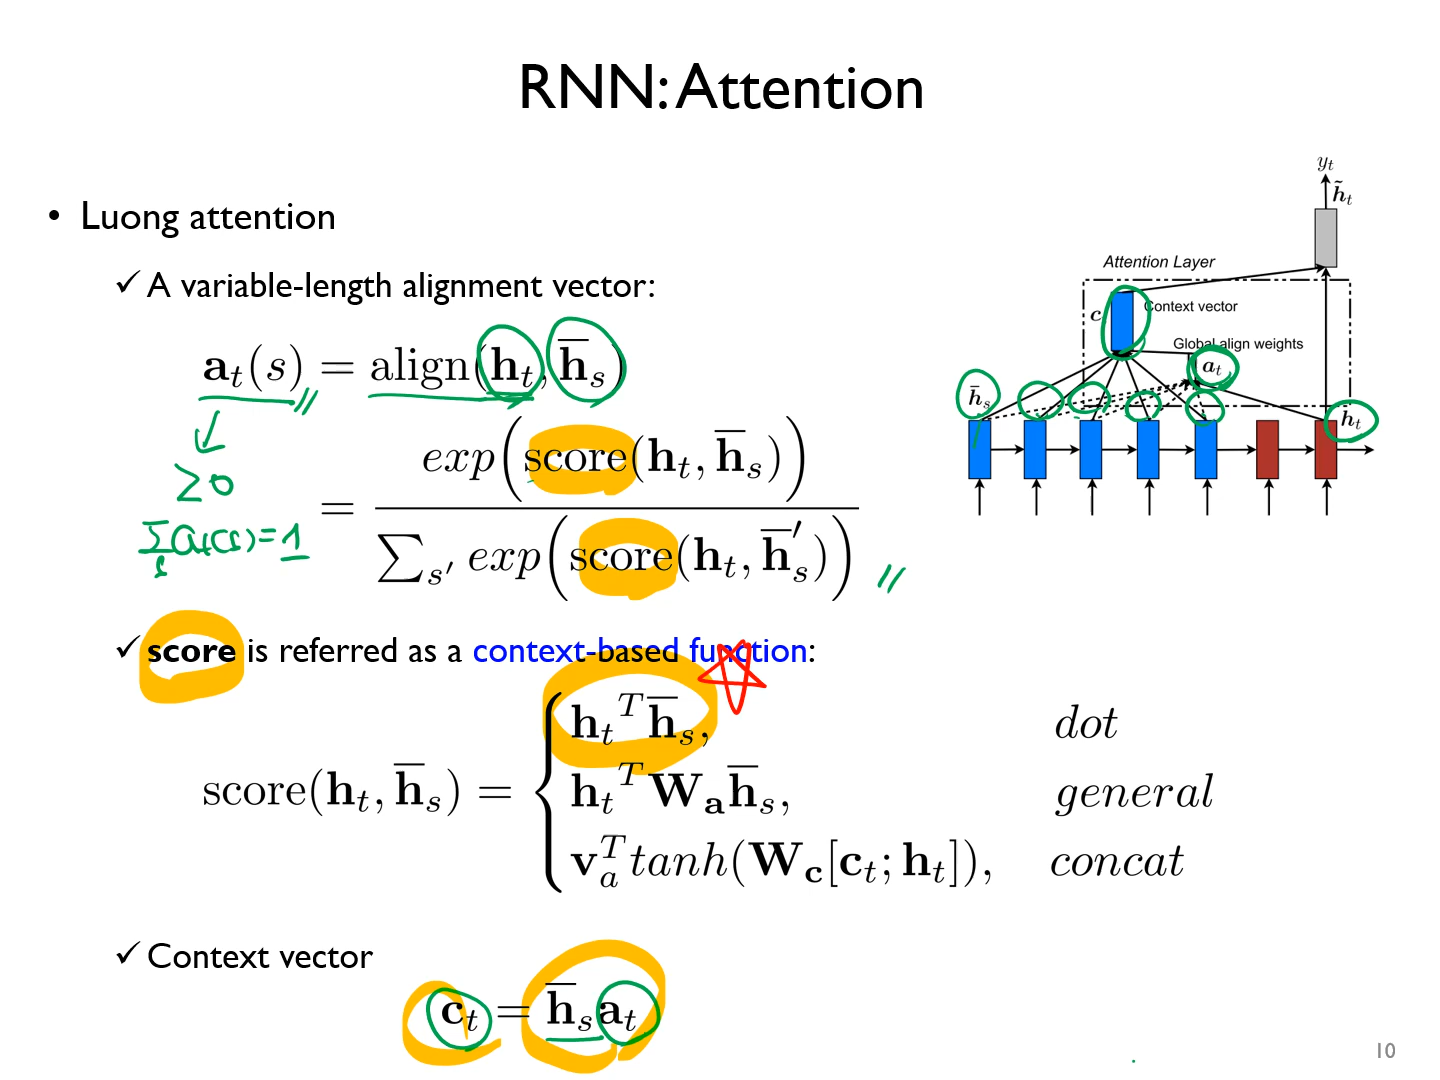 RNN: Attention
• Luong attention
✓ A variable-length alignment vector:
a_t(s) = align(h_t, h̅_s)
= exp(score(h_t, h̅_s)) / ∑_{s'} exp(score(h_t, h̅'_s))
≥0
∑_s a_t(s)=1
✓ score is referred as a context-based function:
score(h_t, h̅_s) = {
h_t^T h̅_s, dot
h_t^T W_a h̅_s, general
v_a^T tanh(W_c[c_t; h_t]), concat
✓ Context vector
c_t = h̅_s a_t
y_t
h̃_t
Attention Layer
c
Context vector
Global align weights
a_t
h̅_s
h_t
10